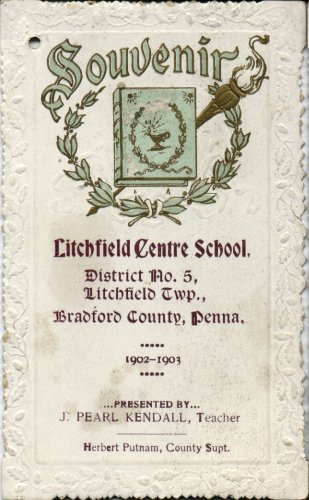 Souvenir
Litchfield Centre School,
District No. 5,
Litchfield Twp.,
Bradford County, Penna.
1902-1903
...PRESENTED BY...
J. PEARL KENDALL, Teacher
Herbert Putnam, County Supt.